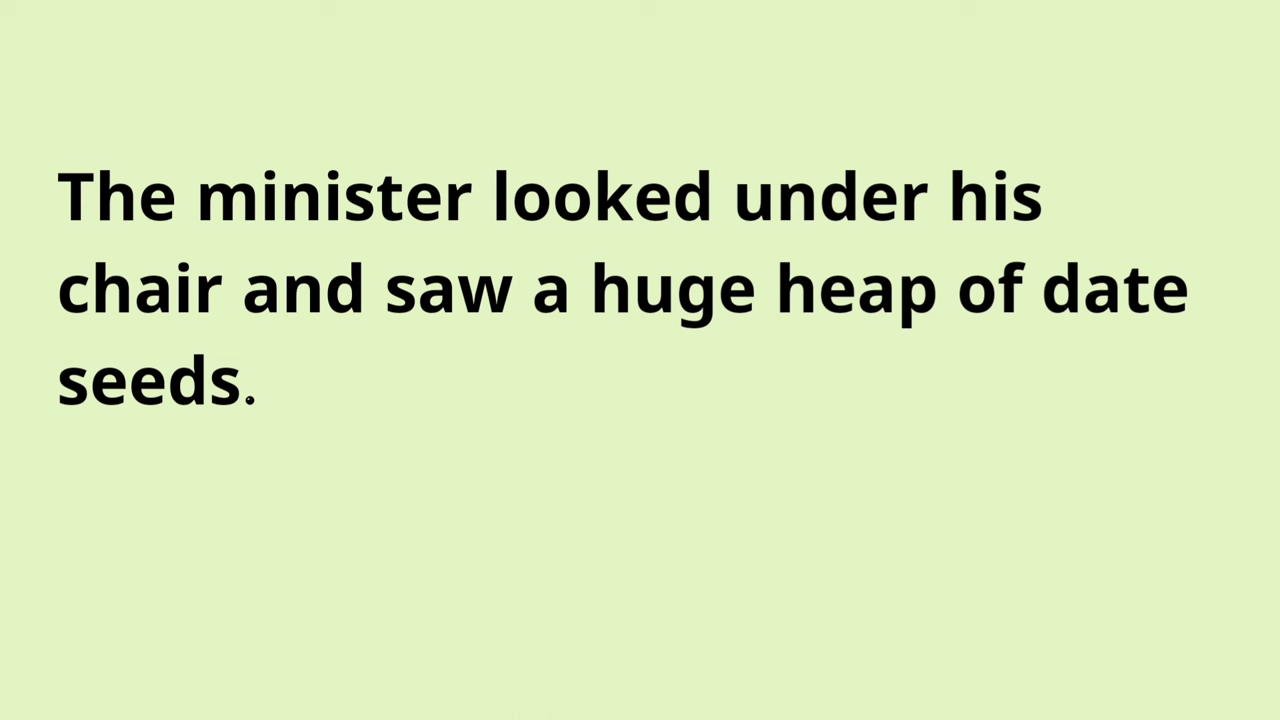 The minister looked under his
chair and saw a huge heap of date
seeds.